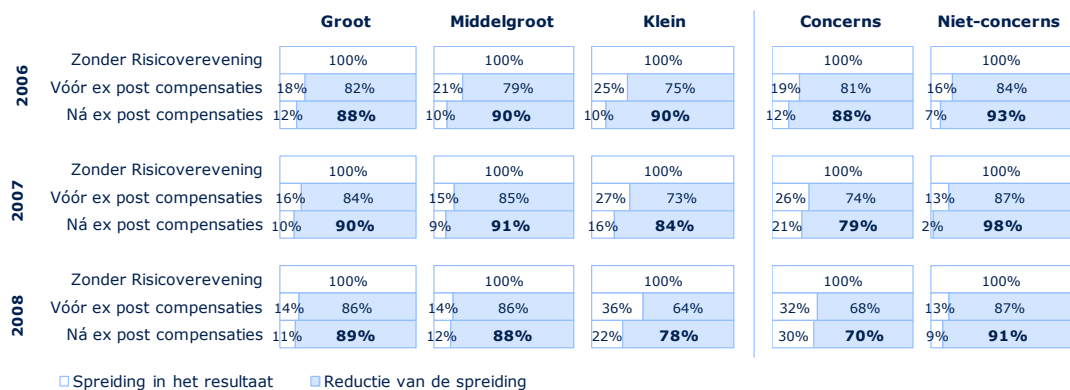 Groot Middelgroot Klein Concerns Niet-concerns
2006
Zonder Risicoverevening 100% 100% 100% 100% 100%
Vóór ex post compensaties 18% 82% 21% 79% 25% 75% 19% 81% 16% 84%
Ná ex post compensaties 12% 88% 10% 90% 10% 90% 12% 88% 7% 93%
2007
Zonder Risicoverevening 100% 100% 100% 100% 100%
Vóór ex post compensaties 16% 84% 15% 85% 27% 73% 26% 74% 13% 87%
Ná ex post compensaties 10% 90% 9% 91% 16% 84% 21% 79% 2% 98%
2008
Zonder Risicoverevening 100% 100% 100% 100% 100%
Vóór ex post compensaties 14% 86% 14% 86% 36% 64% 32% 68% 13% 87%
Ná ex post compensaties 11% 89% 12% 88% 22% 78% 30% 70% 9% 91%
Spreiding in het resultaat Reductie van de spreiding